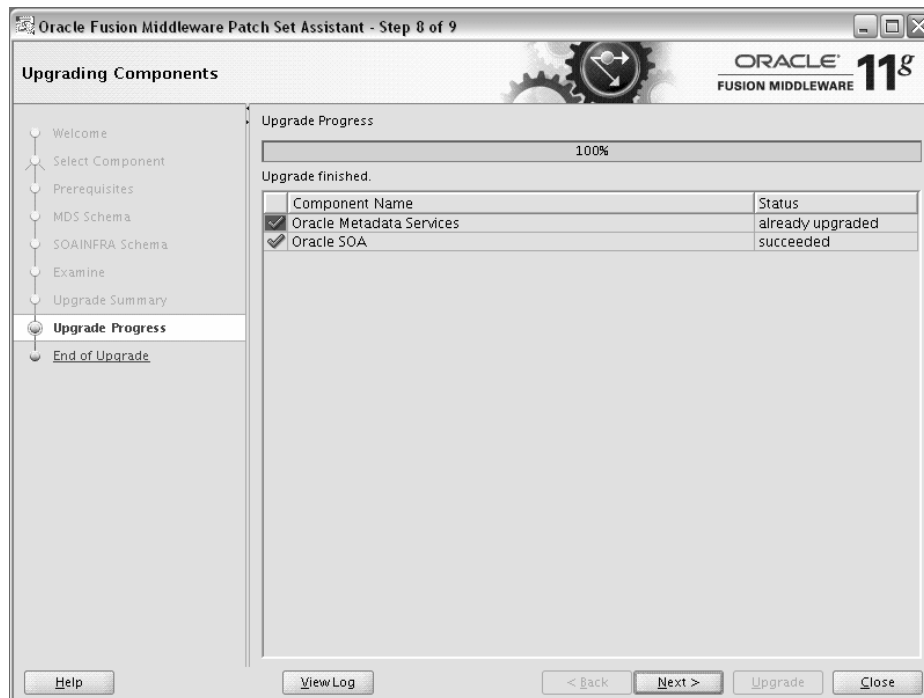 Oracle Fusion Middleware Patch Set Assistant - Step 8 of 9
Upgrading Components
ORACLE
FUSION MIDDLEWARE 11g
Welcome
Select Component
Prerequisites
MDS Schema
SOAINFRA Schema
Examine
Upgrade Summary
Upgrade Progress
End of Upgrade
Upgrade Progress
100%
Upgrade finished.
Component Name Status
Oracle Metadata Services already upgraded
Oracle SOA succeeded
Help View Log < Back Next > Upgrade Close